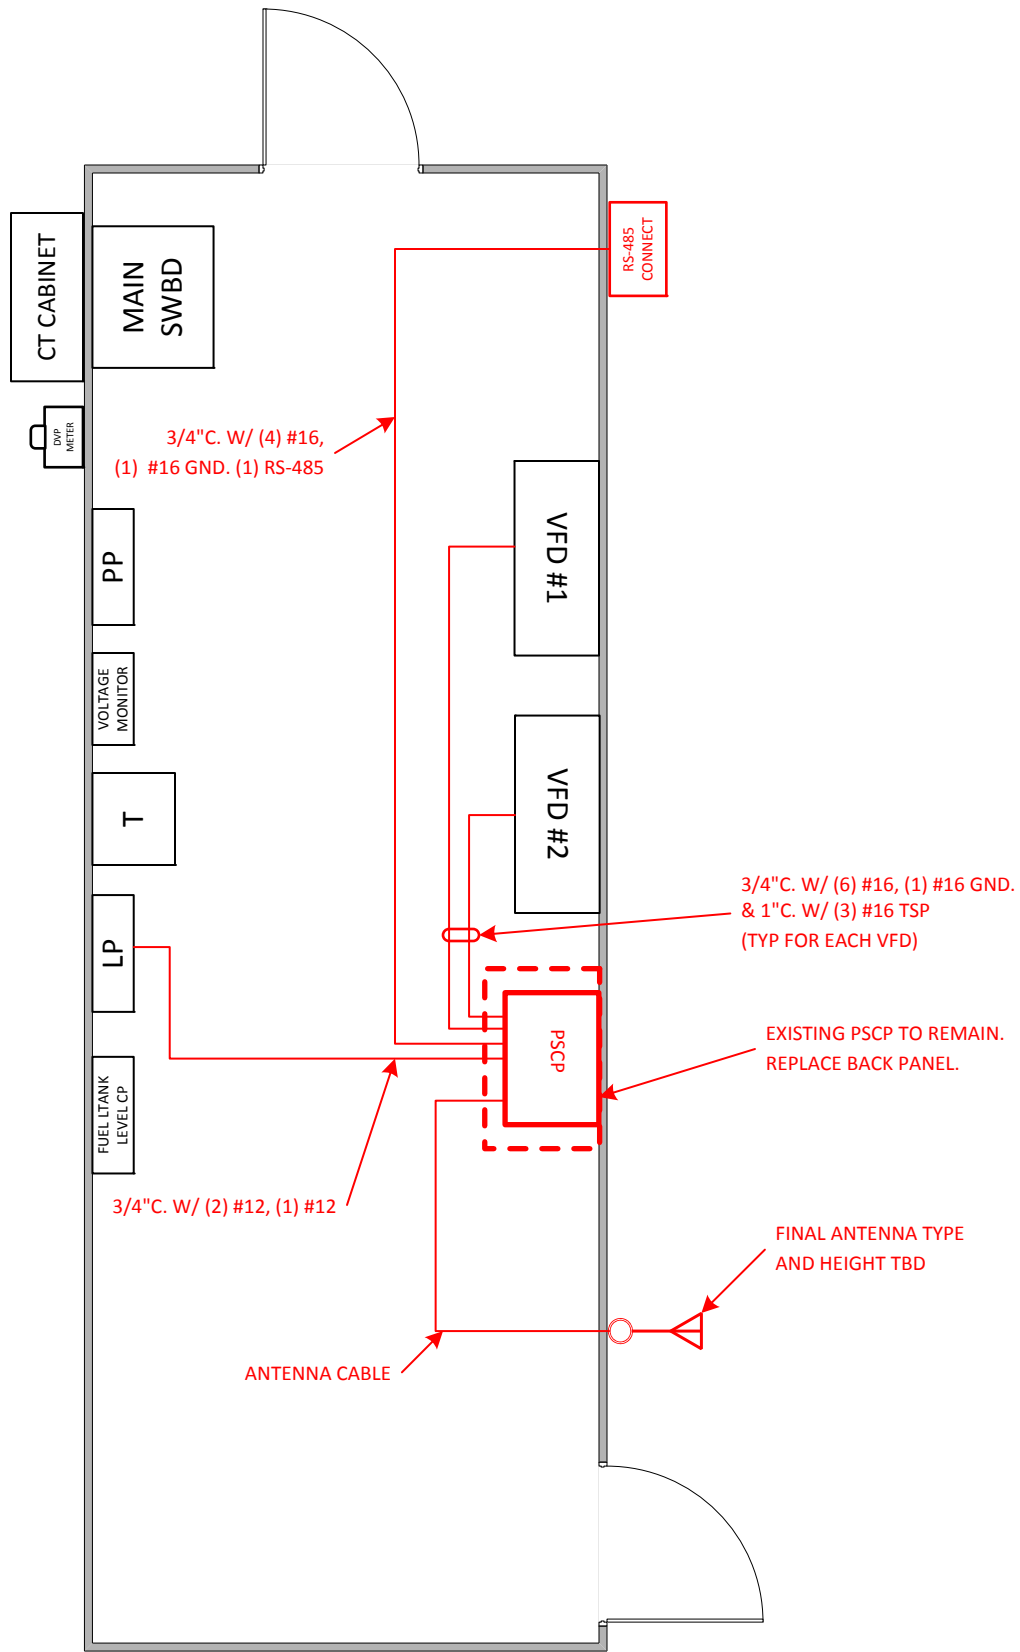 RS-485
CONNECT
CT CABINET
MAIN
SWBD
DVP
METER
3/4"C. W/ (4) #16,
(1) #16 GND. (1) RS-485
PP
VFD #1
VOLTAGE
MONITOR
T
VFD #2
3/4"C. W/ (6) #16, (1) #16 GND.
& 1"C. W/ (3) #16 TSP
(TYP FOR EACH VFD)
LP
PSCP
EXISTING PSCP TO REMAIN.
REPLACE BACK PANEL.
FUEL LTANK
LEVEL CP
3/4"C. W/ (2) #12, (1) #12
FINAL ANTENNA TYPE
AND HEIGHT TBD
ANTENNA CABLE